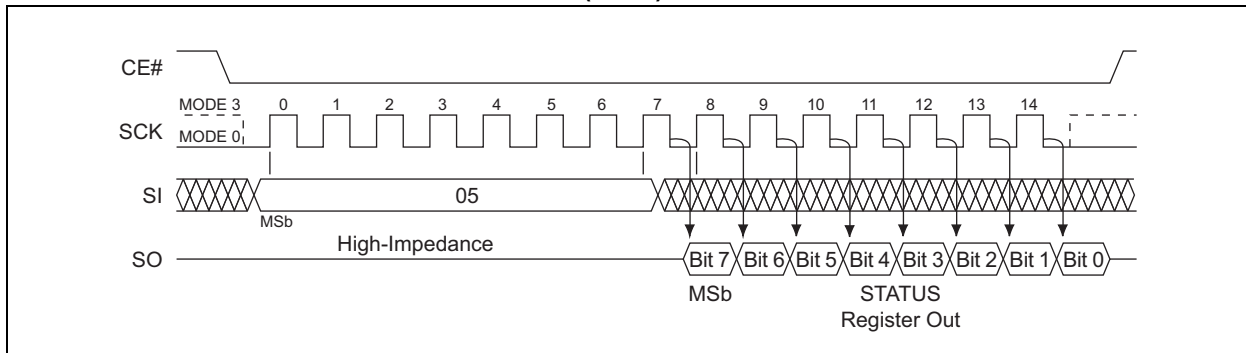 CE#
MODE 3 0 1 2 3 4 5 6 7 8 9 10 11 12 13 14
SCK
MODE 0
SI 05
MSb
High-Impedance
SO Bit 7 Bit 6 Bit 5 Bit 4 Bit 3 Bit 2 Bit 1 Bit 0
MSb STATUS
Register Out